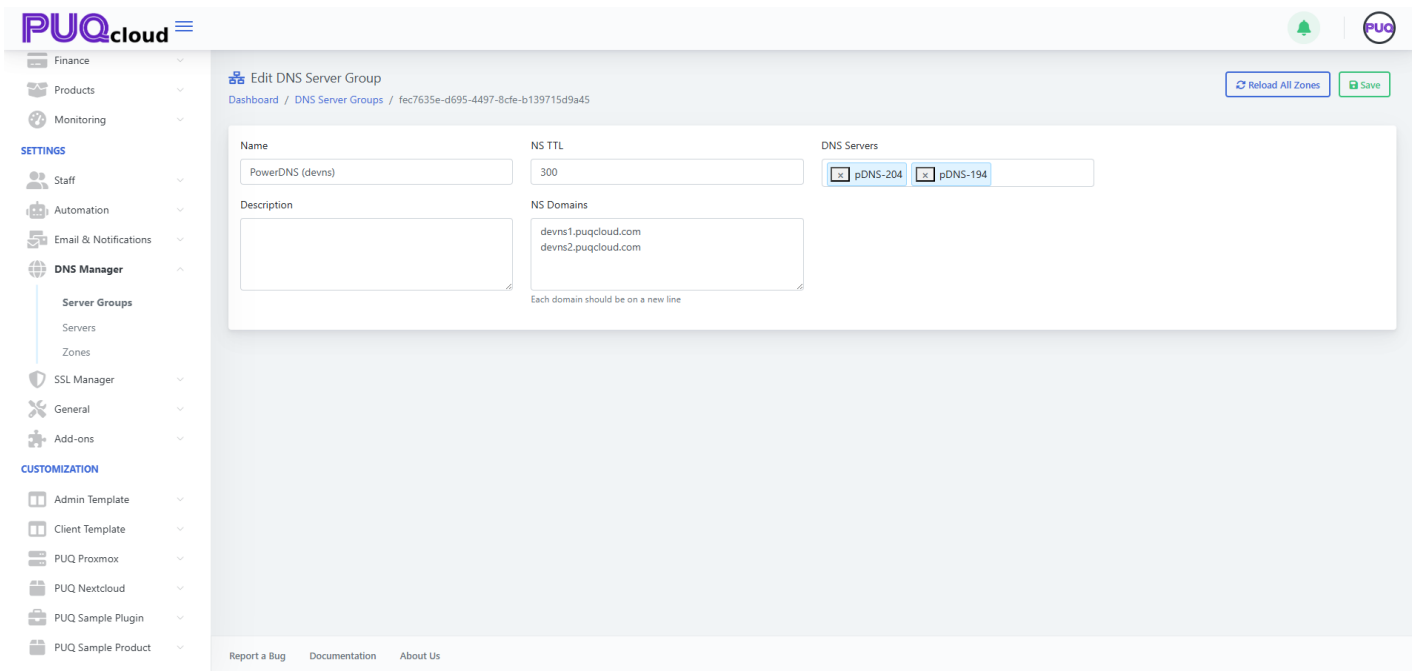 PUQcloud
PUQ
Finance
Products
Monitoring
SETTINGS
Staff
Automation
Email & Notifications
DNS Manager
Server Groups
Servers
Zones
SSL Manager
General
Add-ons
CUSTOMIZATION
Admin Template
Client Template
PUQ Proxmox
PUQ Nextcloud
PUQ Sample Plugin
PUQ Sample Product
Edit DNS Server Group
Dashboard / DNS Server Groups / fec7635e-d695-4497-8cfe-b139715d9a45
Reload All Zones
Save
Name
PowerDNS (devns)
NS TTL
300
DNS Servers
x pDNS-204 x pDNS-194
Description
NS Domains
devns1.puqcloud.com
devns2.puqcloud.com
Each domain should be on a new line
Report a Bug Documentation About Us